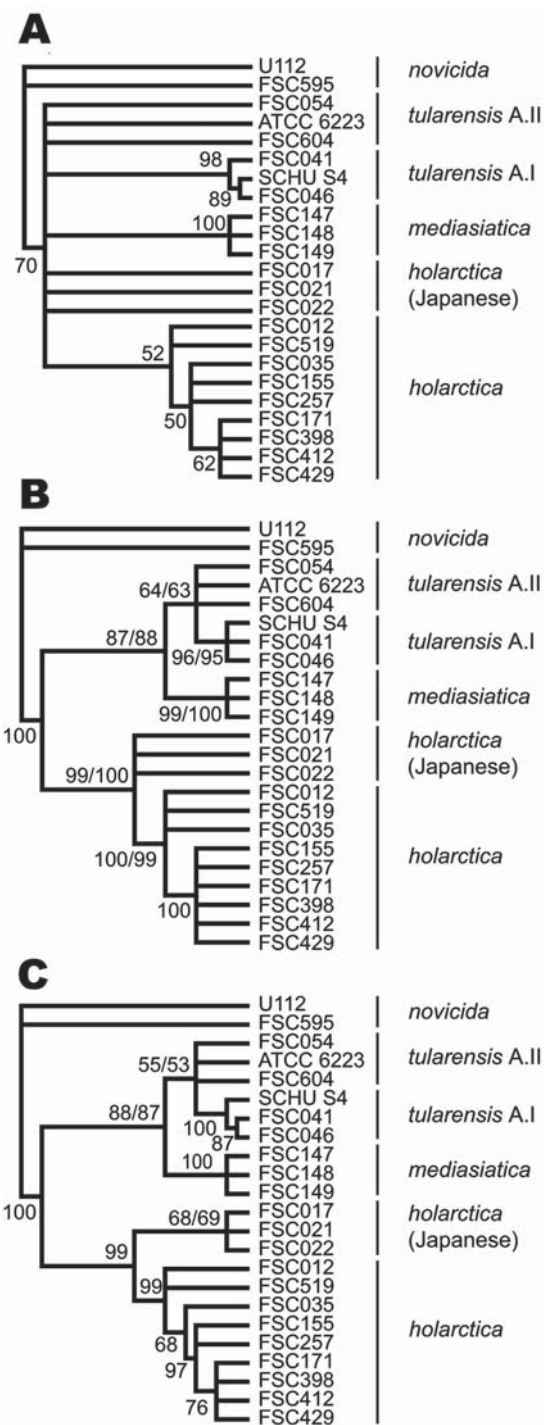 A
U112
FSC595
novicida
FSC054
ATCC 6223
FSC604
tularensis A.II
98
FSC041
SCHU S4
89
FSC046
tularensis A.I
FSC147
100
FSC148
FSC149
mediasiatica
70
FSC017
FSC021
FSC022
holarctica
(Japanese)
FSC012
52
FSC519
FSC035
FSC155
50
FSC257
FSC171
FSC398
62
FSC412
FSC429
holarctica
B
U112
FSC595
novicida
FSC054
64/63
ATCC 6223
FSC604
tularensis A.II
87/88
SCHU S4
FSC041
96/95
FSC046
tularensis A.I
FSC147
FSC148
99/100
FSC149
mediasiatica
100
FSC017
FSC021
99/100
FSC022
holarctica
(Japanese)
FSC012
FSC519
FSC035
100/99
FSC155
FSC257
FSC171
100
FSC398
FSC412
FSC429
holarctica
C
U112
FSC595
novicida
FSC054
55/53
ATCC 6223
FSC604
tularensis A.II
88/87
SCHU S4
100
FSC041
87
FSC046
tularensis A.I
FSC147
100
FSC148
FSC149
mediasiatica
100
FSC017
68/69
FSC021
FSC022
holarctica
(Japanese)
99
FSC012
99
FSC519
FSC035
68
FSC155
97
FSC257
FSC171
FSC398
76
FSC412
FSC429
holarctica